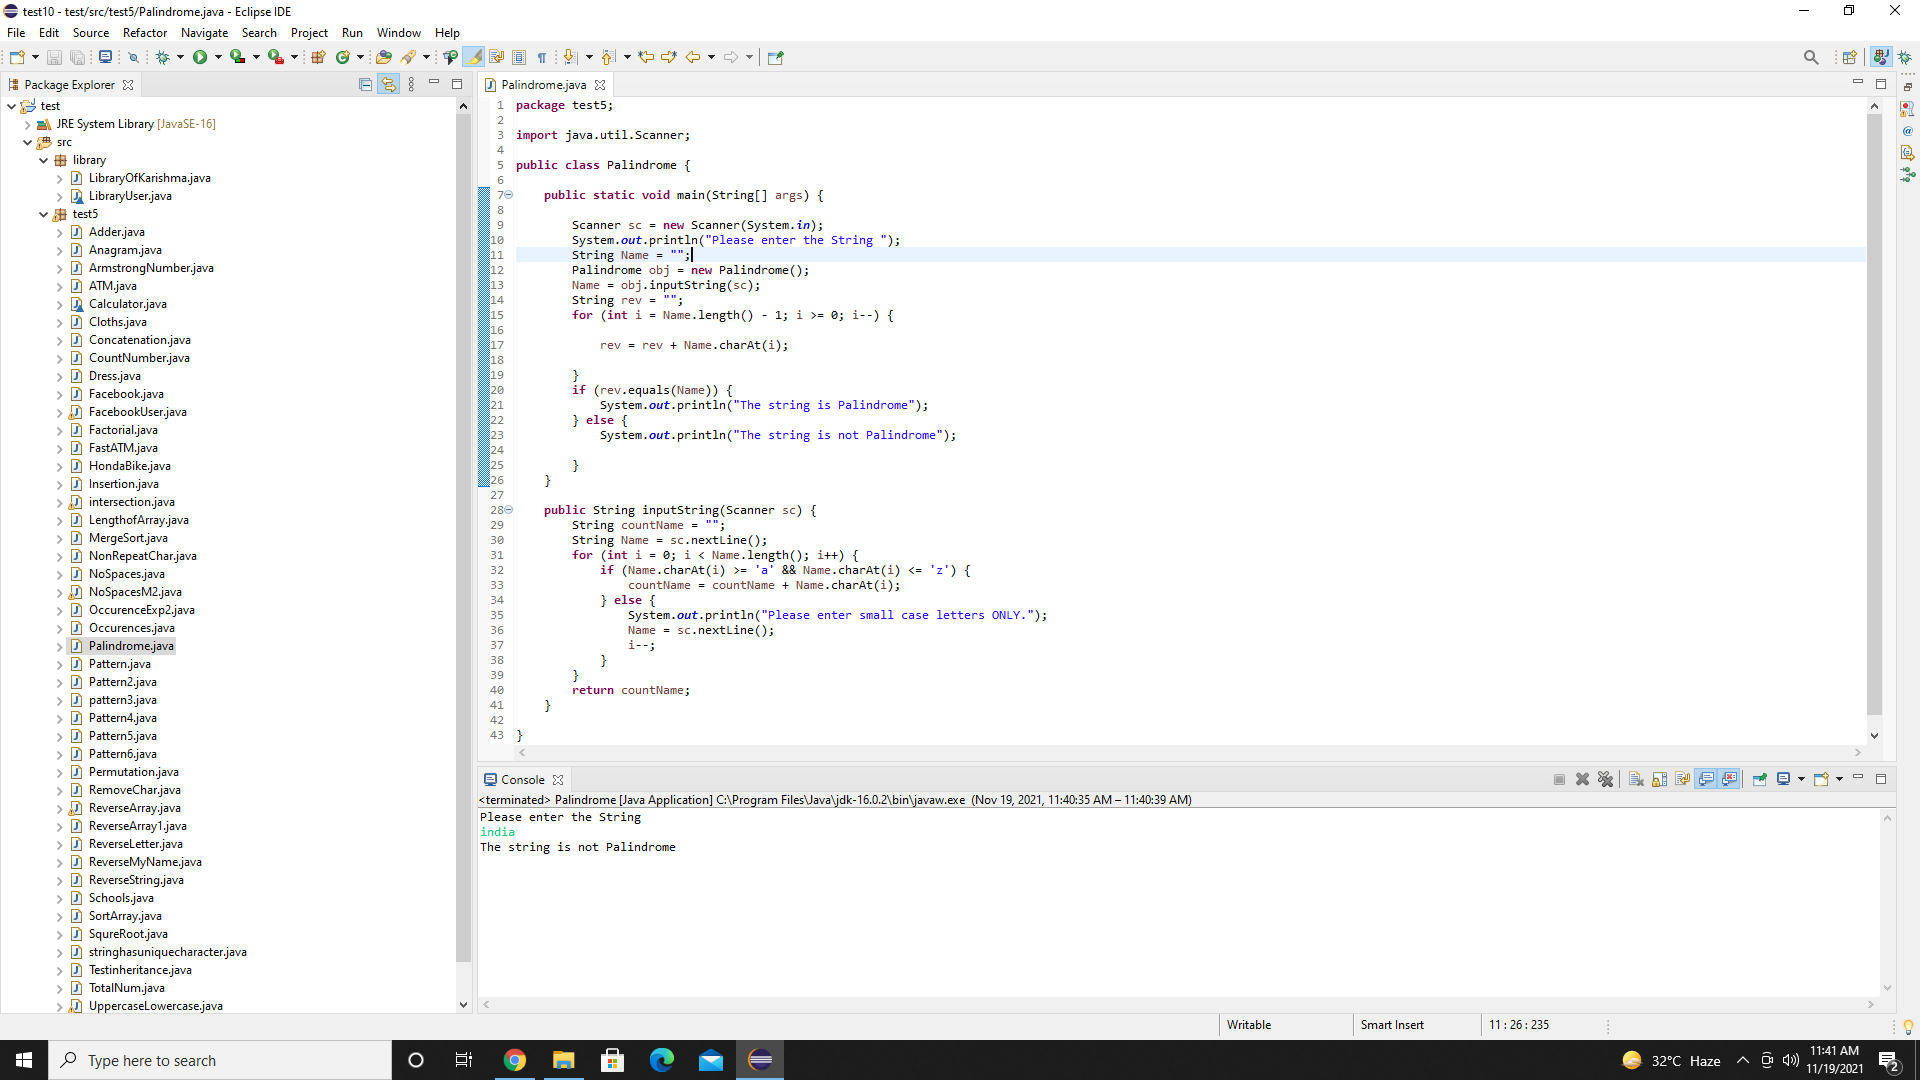 test10 - test/src/test5/Palindrome.java - Eclipse IDE
File Edit Source Refactor Navigate Search Project Run Window Help
Package Explorer
test
JRE System Library [JavaSE-16]
src
library
LibraryOfKarishma.java
LibraryUser.java
test5
Adder.java
Anagram.java
ArmstrongNumber.java
ATM.java
Calculator.java
Cloths.java
Concatenation.java
CountNumber.java
Dress.java
Facebook.java
FacebookUser.java
Factorial.java
FastATM.java
HondaBike.java
Insertion.java
intersection.java
LengthofArray.java
MergeSort.java
NonRepeatChar.java
NoSpaces.java
NoSpacesM2.java
OccurenceExp2.java
Occurences.java
Palindrome.java
Pattern.java
Pattern2.java
pattern3.java
Pattern4.java
Pattern5.java
Pattern6.java
Permutation.java
RemoveChar.java
ReverseArray.java
ReverseArray1.java
ReverseLetter.java
ReverseMyName.java
ReverseString.java
Schools.java
SortArray.java
SqureRoot.java
stringhasuniquecharacter.java
Testinheritance.java
TotalNum.java
UppercaseLowercase.java
Palindrome.java
1 package test5;
2
3 import java.util.Scanner;
4
5 public class Palindrome {
6
7 public static void main(String[] args) {
8
9 Scanner sc = new Scanner(System.in);
10 System.out.println("Please enter the String ");
11 String Name = "";
12 Palindrome obj = new Palindrome();
13 Name = obj.inputString(sc);
14 String rev = "";
15 for (int i = Name.length() - 1; i >= 0; i--) {
16
17 rev = rev + Name.charAt(i);
18
19 }
20 if (rev.equals(Name)) {
21 System.out.println("The string is Palindrome");
22 } else {
23 System.out.println("The string is not Palindrome");
24
25 }
26 }
27
28 public String inputString(Scanner sc) {
29 String countName = "";
30 String Name = sc.nextLine();
31 for (int i = 0; i < Name.length(); i++) {
32 if (Name.charAt(i) >= 'a' && Name.charAt(i) <= 'z') {
33 countName = countName + Name.charAt(i);
34 } else {
35 System.out.println("Please enter small case letters ONLY.");
36 Name = sc.nextLine();
37 i--;
38 }
39 }
40 return countName;
41 }
42
43 }
Console
<terminated> Palindrome [Java Application] C:\Program Files\Java\jdk-16.0.2\bin\javaw.exe (Nov 19, 2021, 11:40:35 AM – 11:40:39 AM)
Please enter the String
india
The string is not Palindrome
Writable Smart Insert 11 : 26 : 235
Type here to search
32°C Haze
11:41 AM
11/19/2021
2